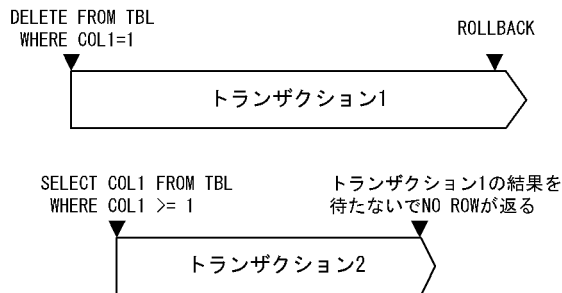 DELETE FROM TBL
WHERE COL1=1
ROLLBACK
トランザクション1
SELECT COL1 FROM TBL
WHERE COL1 >= 1
トランザクション1の結果を
待たないでNO ROWが返る
トランザクション2